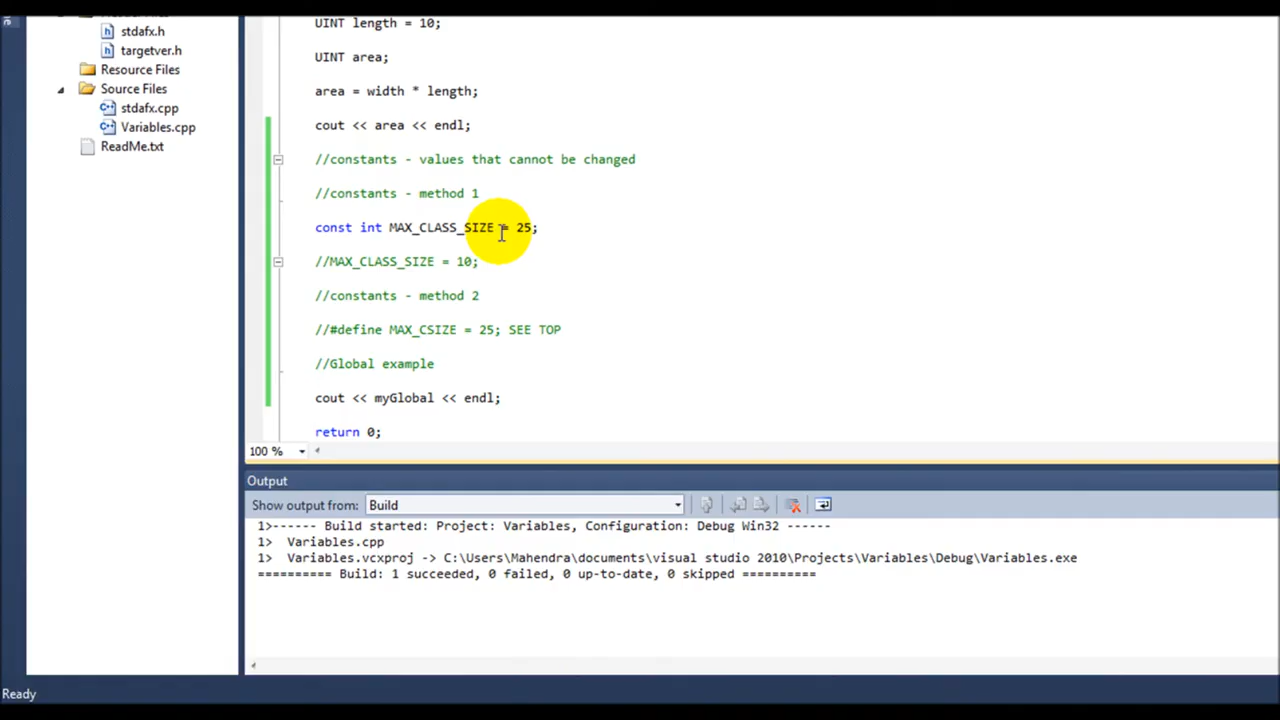 stdafx.h
targetver.h
Resource Files
Source Files
stdafx.cpp
Variables.cpp
ReadMe.txt
UINT length = 10;
UINT area;
area = width * length;
cout << area << endl;
//constants - values that cannot be changed
//constants - method 1
const int MAX_CLASS_SIZE = 25;
//MAX_CLASS_SIZE = 10;
//constants - method 2
//#define MAX_CSIZE = 25; SEE TOP
//Global example
cout << myGlobal << endl;
return 0;
100 %
Output
Show output from: Build
1>------ Build started: Project: Variables, Configuration: Debug Win32 ------
1>  Variables.cpp
1>  Variables.vcxproj -> C:\Users\Mahendra\documents\visual studio 2010\Projects\Variables\Debug\Variables.exe
========== Build: 1 succeeded, 0 failed, 0 up-to-date, 0 skipped ==========
Ready